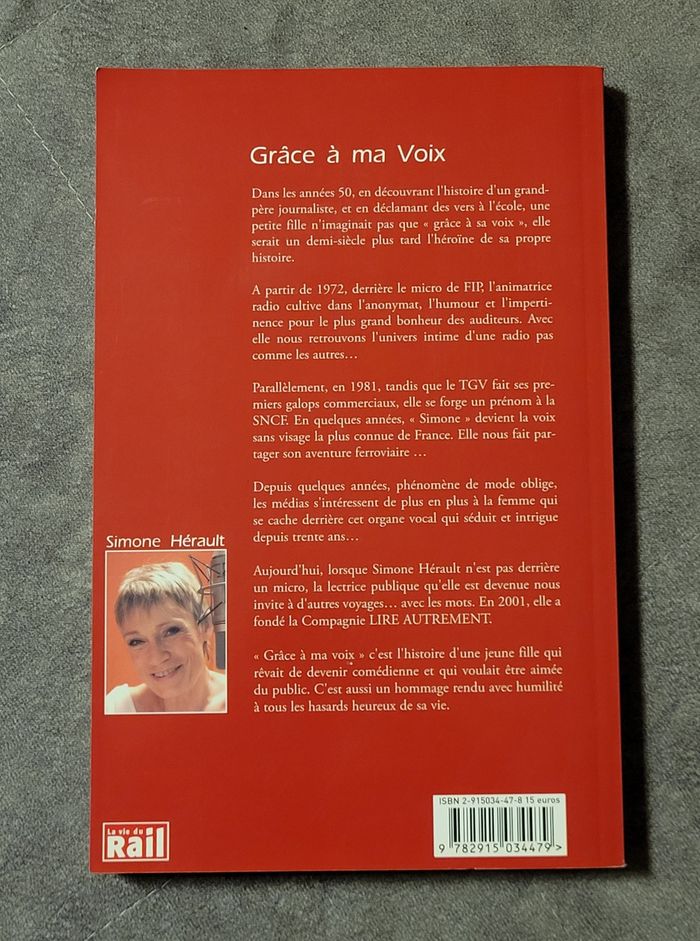 Grâce à ma Voix
Dans les années 50, en découvrant l'histoire d'un grand-
père journaliste, et en déclamant des vers à l'école, une
petite fille n'imaginait pas que « grâce à sa voix », elle
serait un demi-siècle plus tard l'héroïne de sa propre
histoire.
A partir de 1972, derrière le micro de FIP, l'animatrice
radio cultive dans l'anonymat, l'humour et l'imperti-
nence pour le plus grand bonheur des auditeurs. Avec
elle nous retrouvons l'univers intime d'une radio pas
comme les autres…
Parallèlement, en 1981, tandis que le TGV fait ses pre-
miers galops commerciaux, elle se forge un prénom à la
SNCF. En quelques années, « Simone » devient la voix
sans visage la plus connue de France. Elle nous fait par-
tager son aventure ferroviaire …
Depuis quelques années, phénomène de mode oblige,
les médias s'intéressent de plus en plus à la femme qui
se cache derrière cet organe vocal qui séduit et intrigue
depuis trente ans…
Simone Hérault
Aujourd'hui, lorsque Simone Hérault n'est pas derrière
un micro, la lectrice publique qu'elle est devenue nous
invite à d'autres voyages… avec les mots. En 2001, elle a
fondé la Compagnie LIRE AUTREMENT.
« Grâce à ma voix » c'est l'histoire d'une jeune fille qui
rêvait de devenir comédienne et qui voulait être aimée
du public. C'est aussi un hommage rendu avec humilité
à tous les hasards heureux de sa vie.
ISBN 2-915034-47-8 15 euros
9 782915 034479 >
La vie du
Rail